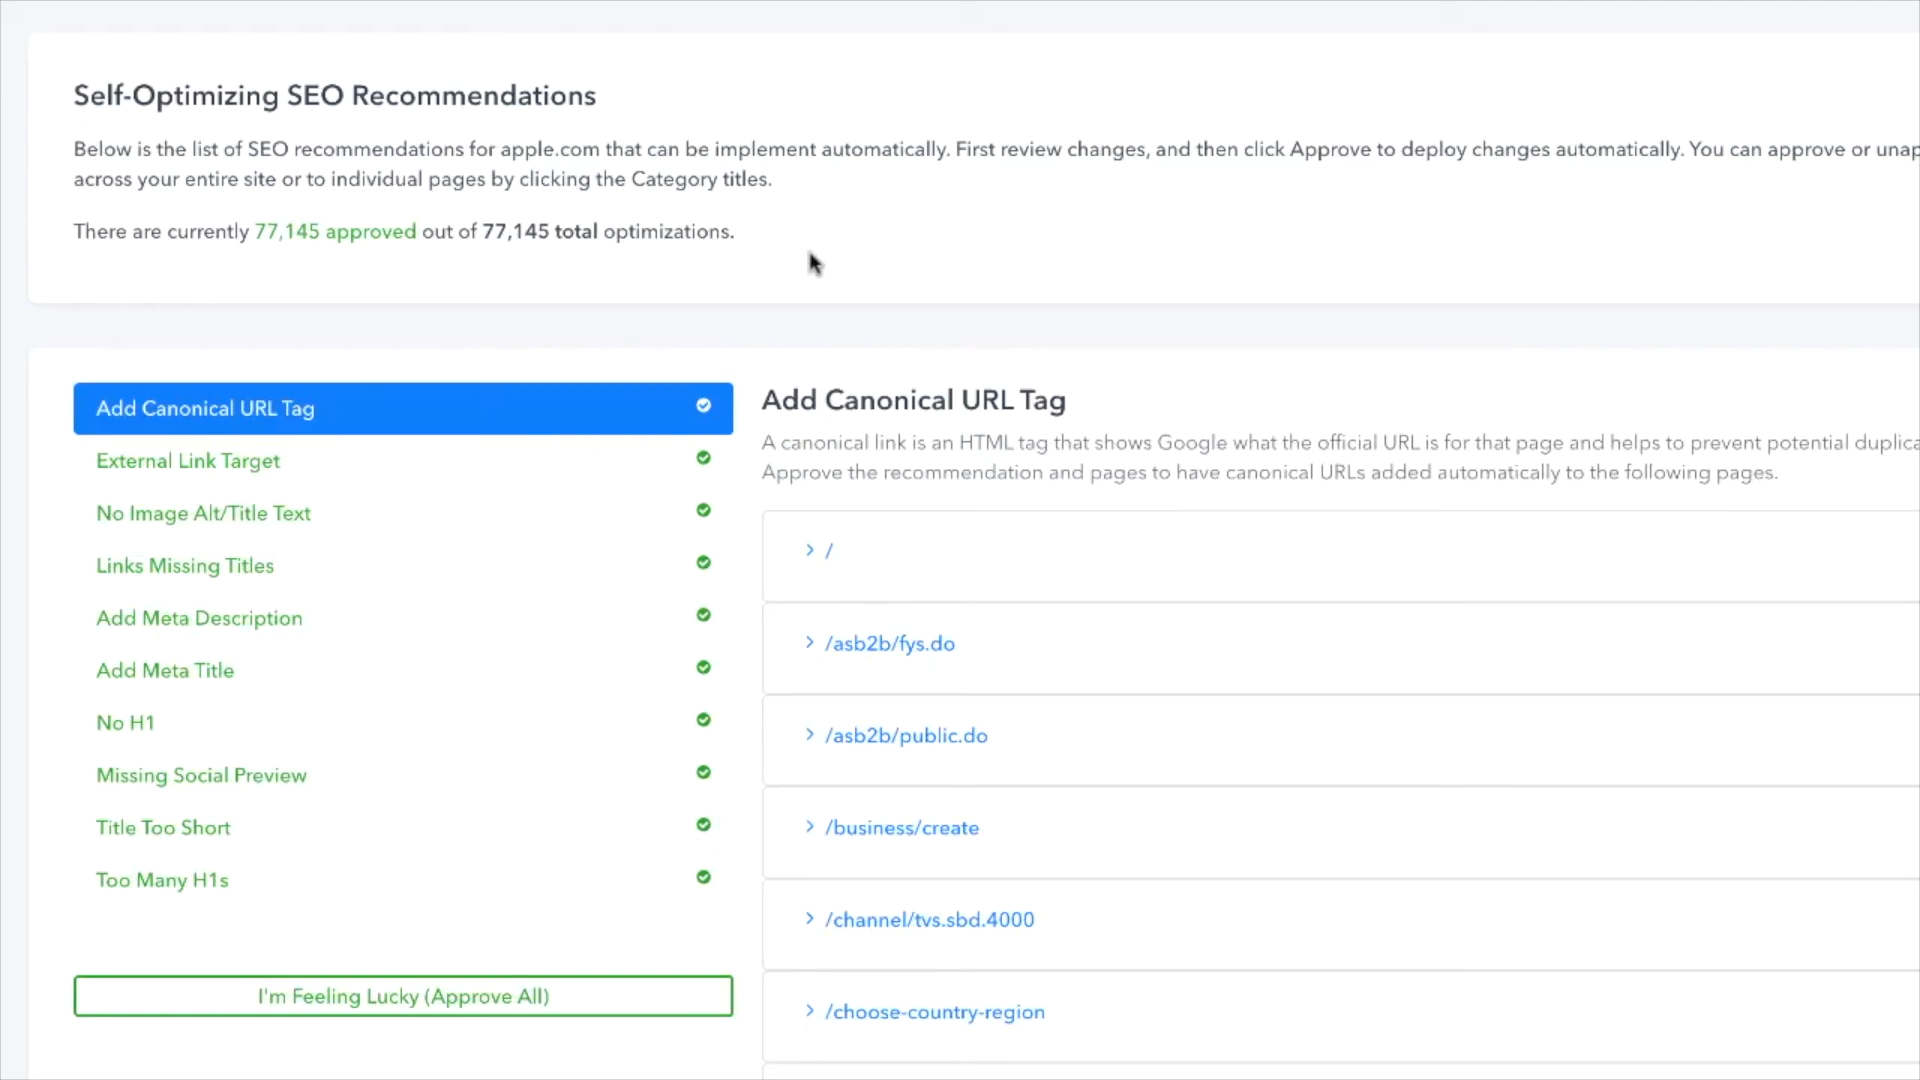 Self-Optimizing SEO Recommendations
Below is the list of SEO recommendations for apple.com that can be implement automatically. First review changes, and then click Approve to deploy changes automatically. You can approve or
across your entire site or to individual pages by clicking the Category titles.
There are currently 77,145 approved out of 77,145 total optimizations.
Add Canonical URL Tag
External Link Target
No Image Alt/Title Text
Links Missing Titles
Add Meta Description
Add Meta Title
No H1
Missing Social Preview
Title Too Short
Too Many H1s
I'm Feeling Lucky (Approve All)
Add Canonical URL Tag
A canonical link is an HTML tag that shows Google what the official URL is for that page and helps to prevent potential
Approve the recommendation and pages to have canonical URLs added automatically to the following pages.
> /
> /asb2b/fys.do
> /asb2b/public.do
> /business/create
> /channel/tvs.sbd.4000
> /choose-country-region